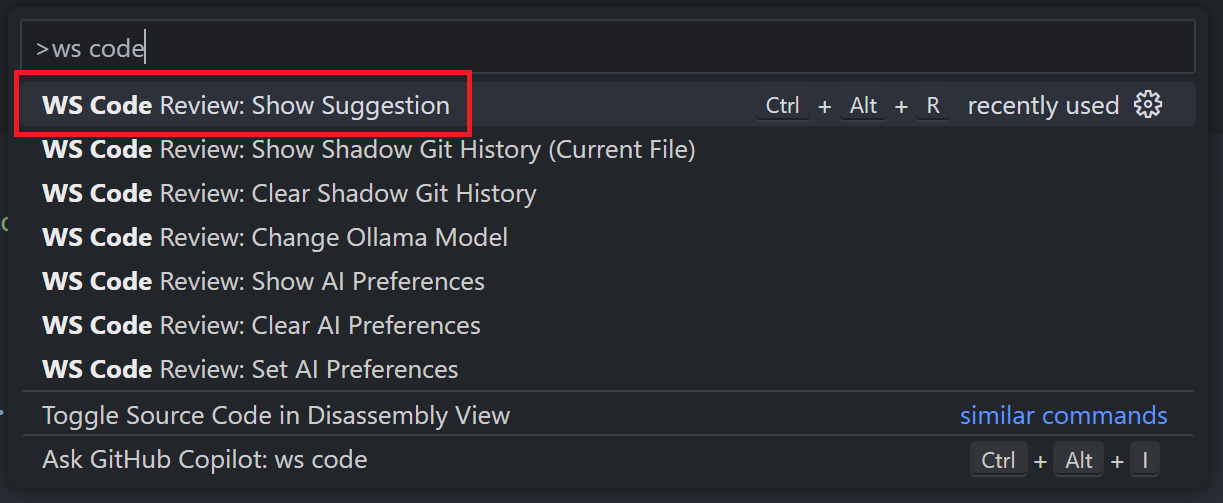 >ws code
WS Code Review: Show Suggestion Ctrl + Alt + R recently used
WS Code Review: Show Shadow Git History (Current File)
WS Code Review: Clear Shadow Git History
WS Code Review: Change Ollama Model
WS Code Review: Show AI Preferences
WS Code Review: Clear AI Preferences
WS Code Review: Set AI Preferences
Toggle Source Code in Disassembly View similar commands
Ask GitHub Copilot: ws code Ctrl + Alt + I